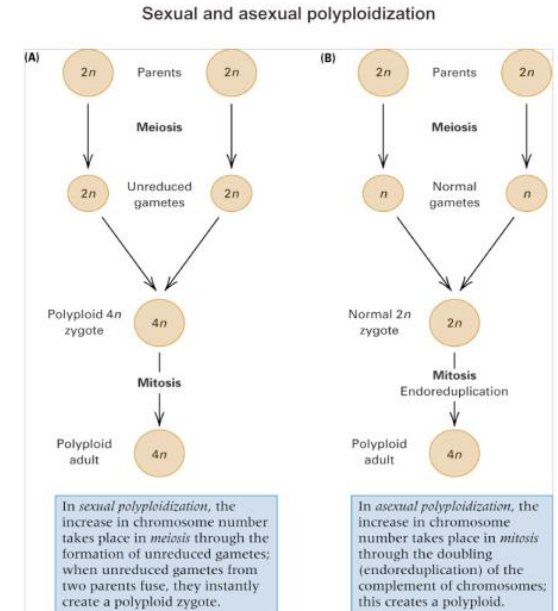 Sexual and asexual polyploidization
(A)
2n Parents 2n
Meiosis
2n Unreduced gametes 2n
Polyploid 4n
zygote
4n
Mitosis
Polyploid
adult
4n
In sexual polyploidization, the
increase in chromosome number
takes place in meiosis through the
formation of unreduced gametes;
when unreduced gametes from
two parents fuse, they instantly
create a polyploid zygote.
(B)
2n Parents 2n
Meiosis
n Normal gametes n
Normal 2n
zygote
2n
Mitosis
Endoreduplication
Polyploid
adult
4n
In asexual polyploidization, the
increase in chromosome
number takes place in mitosis
through the doubling
(endoreduplication) of the
complement of chromosomes;
this creates a polyploid.